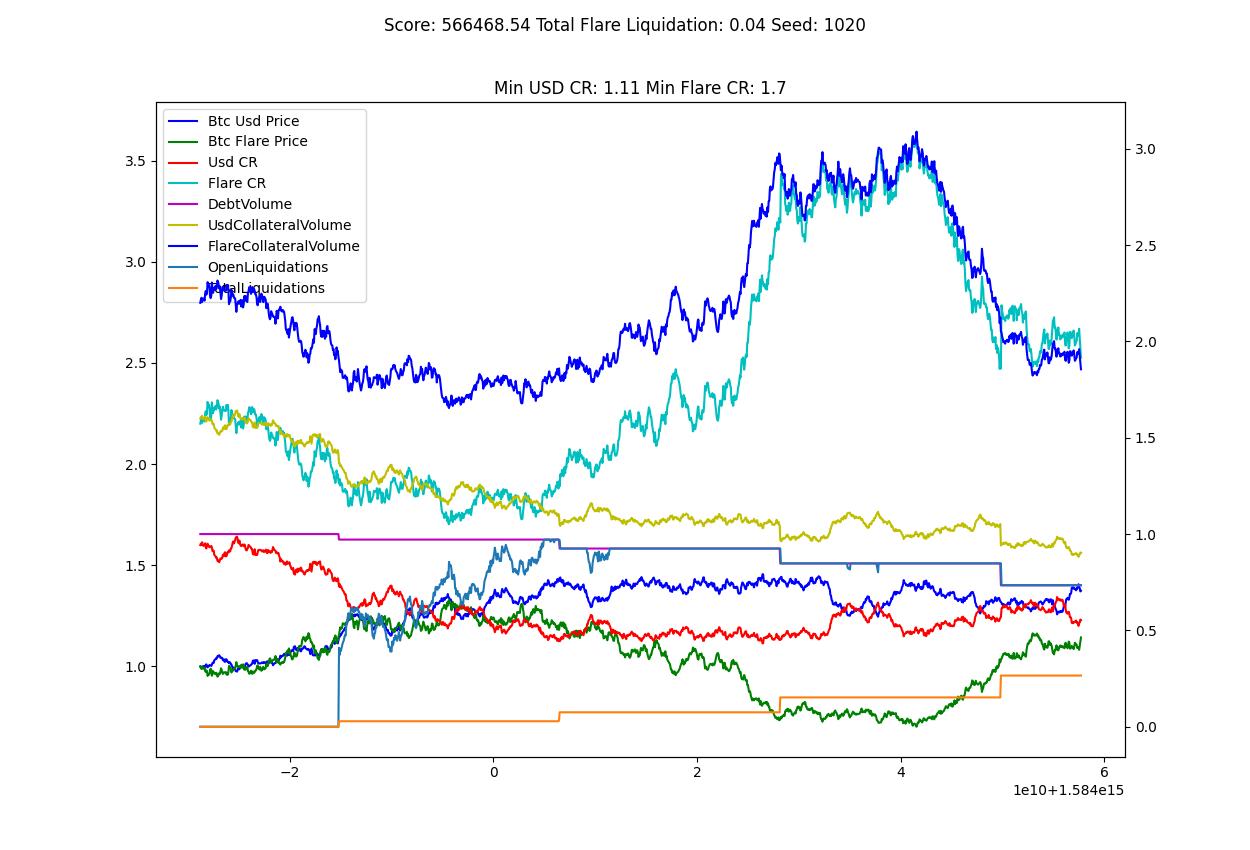 Score: 566468.54 Total Flare Liquidation: 0.04 Seed: 1020
Min USD CR: 1.11 Min Flare CR: 1.7
Btc Usd Price
Btc Flare Price
Usd CR
Flare CR
DebtVolume
UsdCollateralVolume
FlareCollateralVolume
OpenLiquidations
TotalLiquidations
3.5
3.0
2.5
2.0
1.5
1.0
3.0
2.5
2.0
1.5
1.0
0.5
0.0
−2
0
2
4
6
1e10+1.584e15